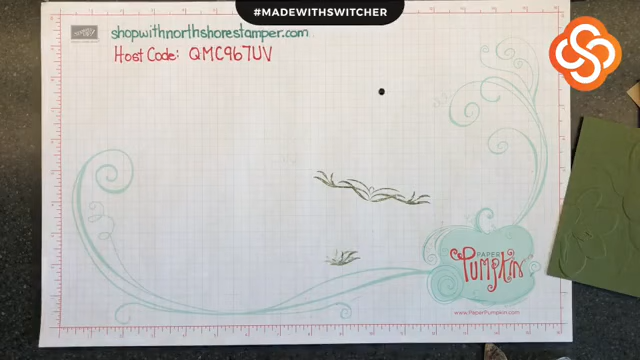 #MADEWITHSWITCHER
shopwithnorthshorestamper.com
Host Code: QMC967UV
PAPER
Pumpkin
www.PaperPumpkin.com